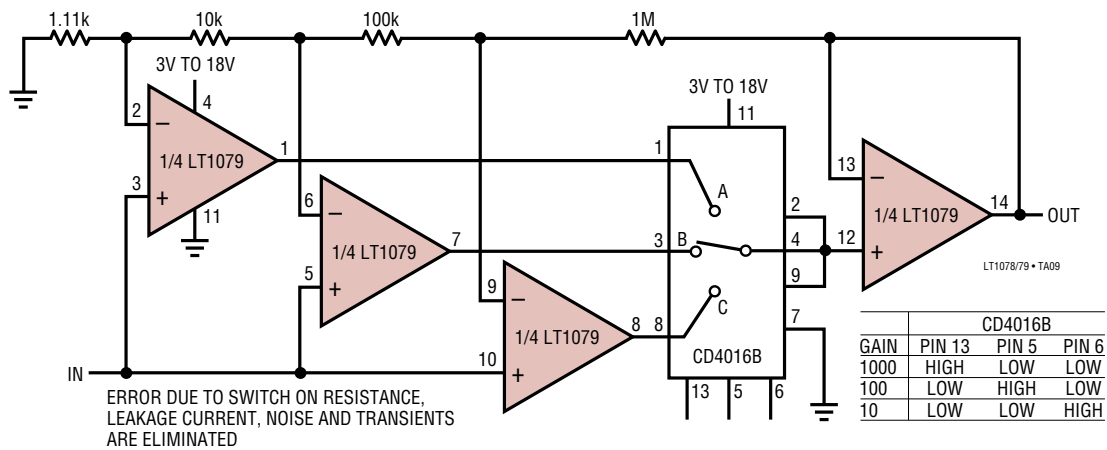 1.11k 10k 100k 1M
3V TO 18V
4
2
−
1/4 LT1079
1
3
+
11
6
−
1/4 LT1079
7
5
+
9
−
1/4 LT1079
8
10
+
IN
3V TO 18V
11
1
A
2
3
B
4
9
C
8
7
CD4016B
13 5 6
13
−
1/4 LT1079
14
OUT
12
+
LT1078/79 • TA09
CD4016B
GAIN PIN 13 PIN 5 PIN 6
1000 HIGH LOW LOW
100 LOW HIGH LOW
10 LOW LOW HIGH
ERROR DUE TO SWITCH ON RESISTANCE,
LEAKAGE CURRENT, NOISE AND TRANSIENTS
ARE ELIMINATED